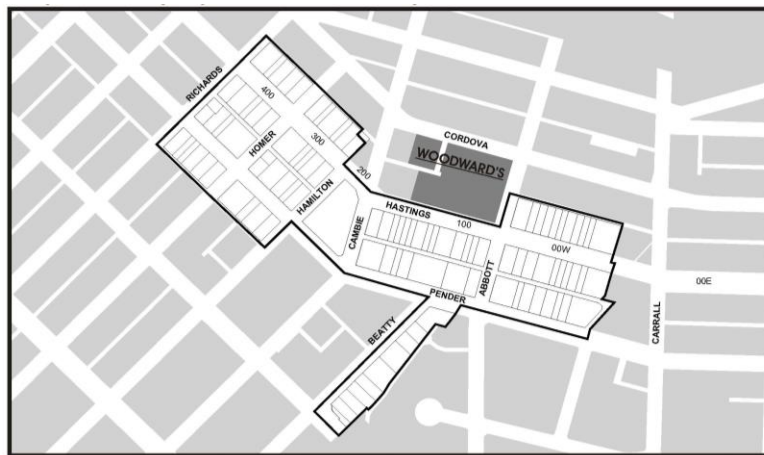 RICHARDS
400
HOMER
300
CORDOVA
WOODWARD'S
200
HAMILTON
HASTINGS
100
CAMBIE
00W
ABBOTT
00E
PENDER
BEATTY
CARRALL